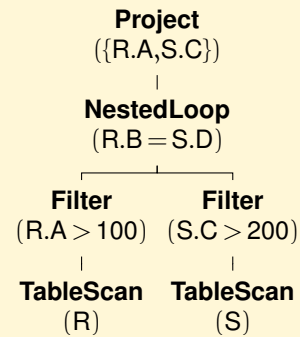 Project
({R.A,S.C})
NestedLoop
(R.B = S.D)
Filter Filter
(R.A > 100) (S.C > 200)
TableScan TableScan
(R) (S)